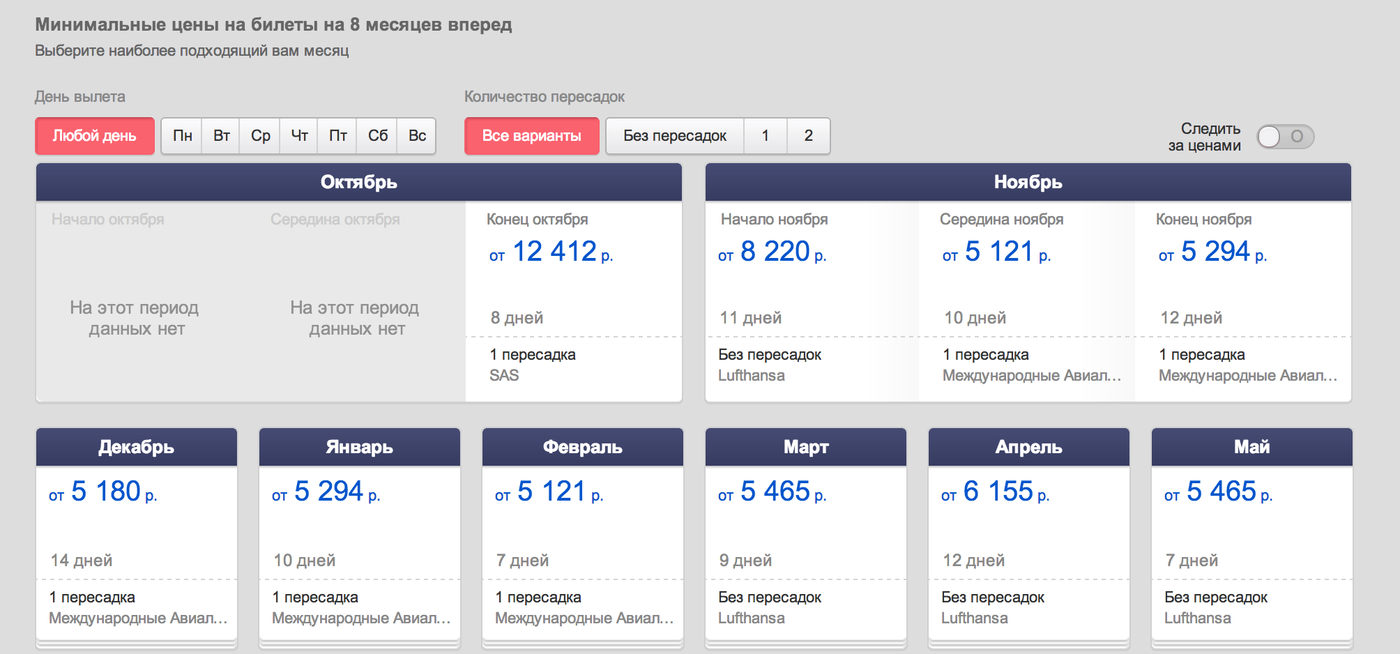 Минимальные цены на билеты на 8 месяцев вперед
Выберите наиболее подходящий вам месяц
День вылета
Количество пересадок
Любой день Пн Вт Ср Чт Пт Сб Вс
Все варианты Без пересадок 1 2
Следить
за ценами
Октябрь
Начало октября
На этот период
данных нет
Середина октября
На этот период
данных нет
Конец октября
от 12 412 р.
8 дней
1 пересадка
SAS
Ноябрь
Начало ноября
от 8 220 р.
11 дней
Без пересадок
Lufthansa
Середина ноября
от 5 121 р.
10 дней
1 пересадка
Международные Авиал...
Конец ноября
от 5 294 р.
12 дней
1 пересадка
Международные Авиал...
Декабрь
от 5 180 р.
14 дней
1 пересадка
Международные Авиал...
Январь
от 5 294 р.
10 дней
1 пересадка
Международные Авиал...
Февраль
от 5 121 р.
7 дней
1 пересадка
Международные Авиал...
Март
от 5 465 р.
9 дней
Без пересадок
Lufthansa
Апрель
от 6 155 р.
12 дней
Без пересадок
Lufthansa
Май
от 5 465 р.
7 дней
Без пересадок
Lufthansa